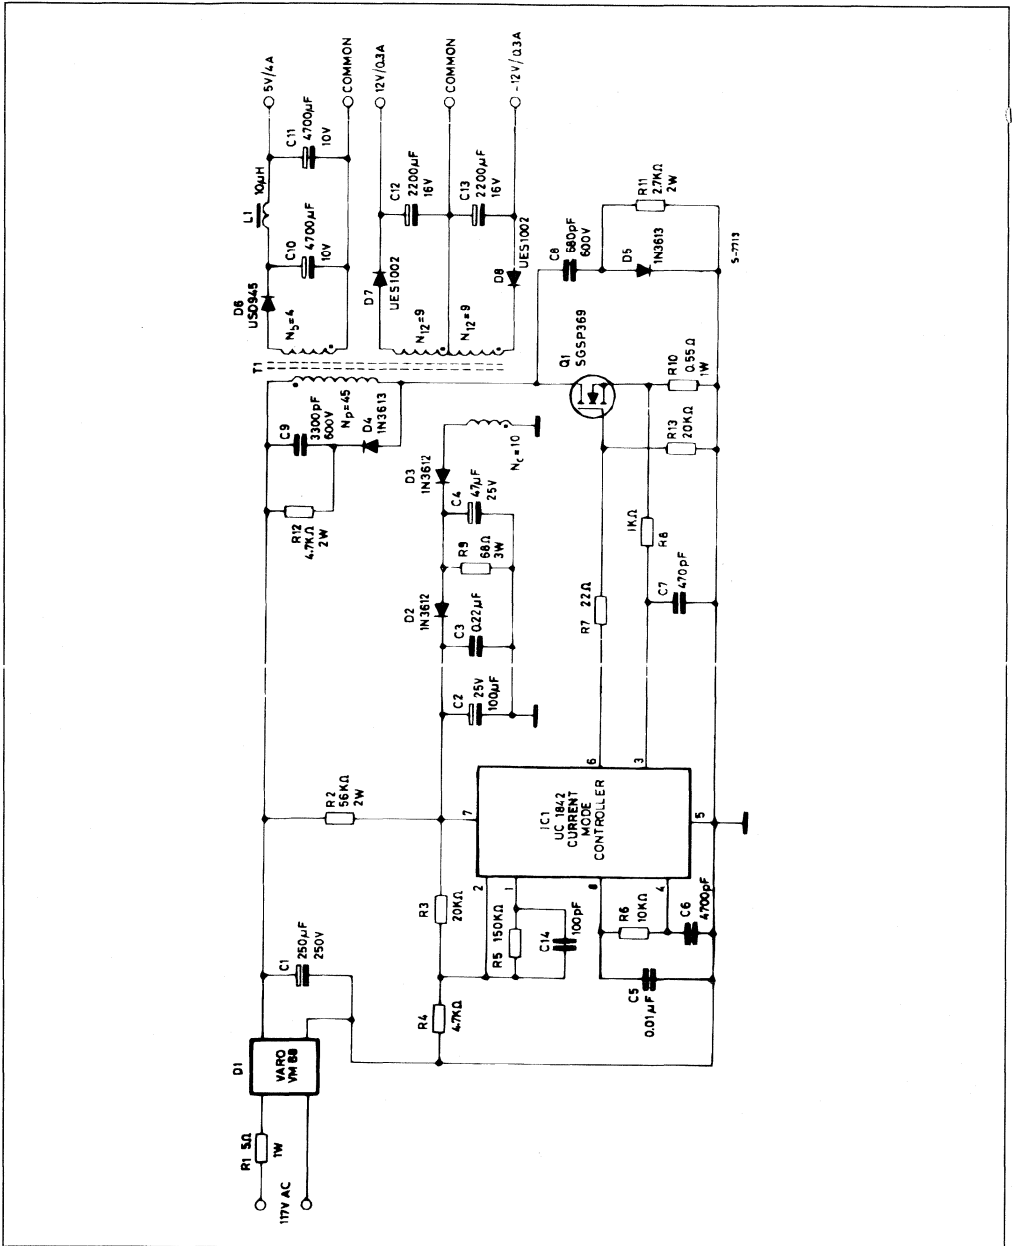 117V AC
R1 5Ω
1W
D1
VARO
VM 68
C1
250µF
250V
R2
56KΩ
2W
R12
4.7KΩ
2W
C9
3300pF
600V
Np=45
D4
1N3613
T1
D6
USD945
N5=4
C10
4700µF
10V
L1
10µH
C11
4700µF
10V
5V/4A
COMMON
D7
UES1002
N12=9
N12=9
C12
2200µF
16V
C13
2200µF
16V
D8
UES1002
12V/0.3A
COMMON
-12V/0.3A
R4
4.7KΩ
R3
20KΩ
C2
25V
100µF
C3
0.22µF
D2
1N3612
R9
68Ω
3W
C4
47µF
25V
D3
1N3612
Nc=10
R5 150KΩ
C14
100pF
R6
10KΩ
C5
0.01µF
C6
4700pF
2
1
8
4
7
6
3
5
IC1
UC 1842
CURRENT
MODE
CONTROLLER
R7 22Ω
C7
470pF
1KΩ
R8
R13
20KΩ
R10
0.55Ω
1W
Q1
SGSP369
C8
680pF
600V
D5
1N3613
R11
2.7KΩ
2W
S-7713